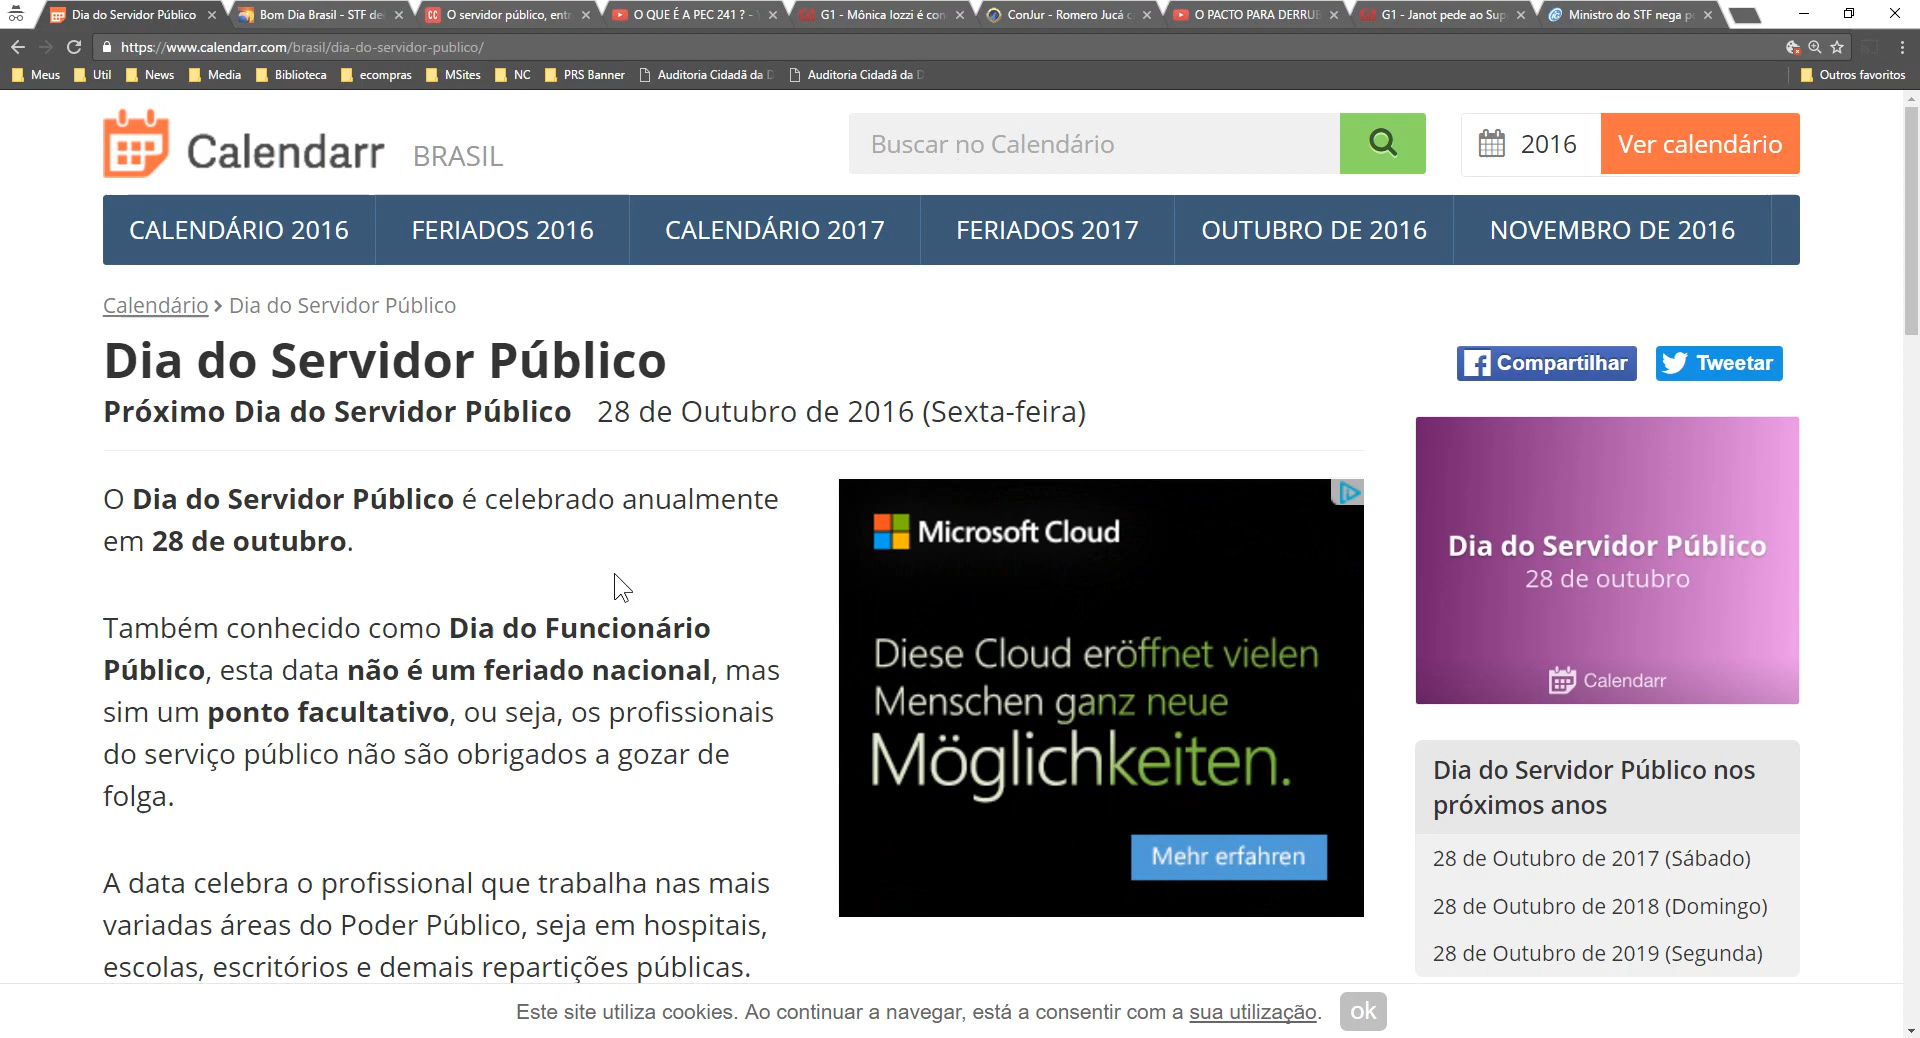 Dia do Servidor Público
Bom Dia Brasil - STF de
O servidor público, ent
O QUE É A PEC 241 ? -
G1 - Mônica Iozzi é con
ConJur - Romero Jucá c
O PACTO PARA DERRUB
G1 - Janot pede ao Sup
Ministro do STF nega p
https://www.calendarr.com/brasil/dia-do-servidor-publico/
Meus
Util
News
Media
Biblioteca
ecompras
MSites
NC
PRS Banner
Auditoria Cidadã da D
Auditoria Cidadã da D
Outros favoritos
Calendarr BRASIL
Buscar no Calendário
2016
Ver calendário
CALENDÁRIO 2016
FERIADOS 2016
CALENDÁRIO 2017
FERIADOS 2017
OUTUBRO DE 2016
NOVEMBRO DE 2016
Calendário > Dia do Servidor Público
Dia do Servidor Público
Compartilhar
Tweetar
Próximo Dia do Servidor Público 28 de Outubro de 2016 (Sexta-feira)
O Dia do Servidor Público é celebrado anualmente
em 28 de outubro.
Também conhecido como Dia do Funcionário
Público, esta data não é um feriado nacional, mas
sim um ponto facultativo, ou seja, os profissionais
do serviço público não são obrigados a gozar de
folga.
A data celebra o profissional que trabalha nas mais
variadas áreas do Poder Público, seja em hospitais,
escolas, escritórios e demais repartições públicas.
Microsoft Cloud
Diese Cloud eröffnet vielen
Menschen ganz neue
Möglichkeiten.
Mehr erfahren
Dia do Servidor Público
28 de outubro
Calendarr
Dia do Servidor Público nos
próximos anos
28 de Outubro de 2017 (Sábado)
28 de Outubro de 2018 (Domingo)
28 de Outubro de 2019 (Segunda)
Este site utiliza cookies. Ao continuar a navegar, está a consentir com a sua utilização.
ok